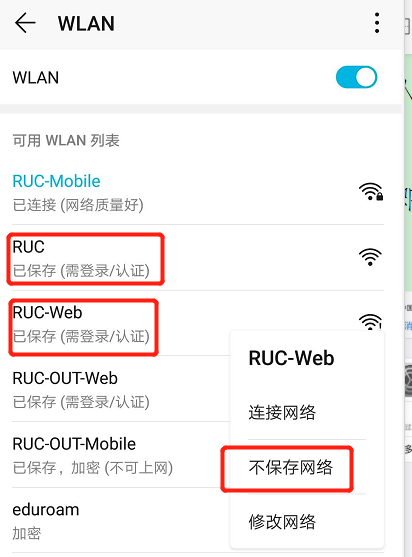 WLAN
WLAN
可用 WLAN 列表
RUC-Mobile
已连接 (网络质量好)
RUC
已保存 (需登录/认证)
RUC-Web
已保存 (需登录/认证)
RUC-OUT-Web
已保存 (需登录/认证)
RUC-OUT-Mobile
已保存，加密 (不可上网)
eduroam
加密
RUC-Web
连接网络
不保存网络
修改网络